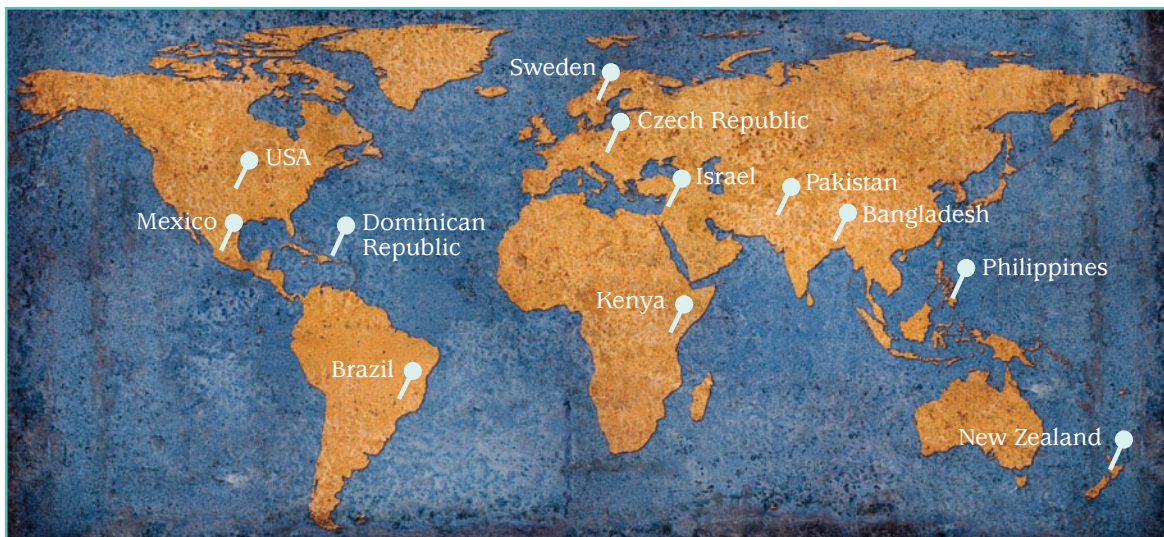 Sweden
Czech Republic
USA
Israel
Pakistan
Mexico
Dominican
Republic
Bangladesh
Philippines
Kenya
Brazil
New Zealand